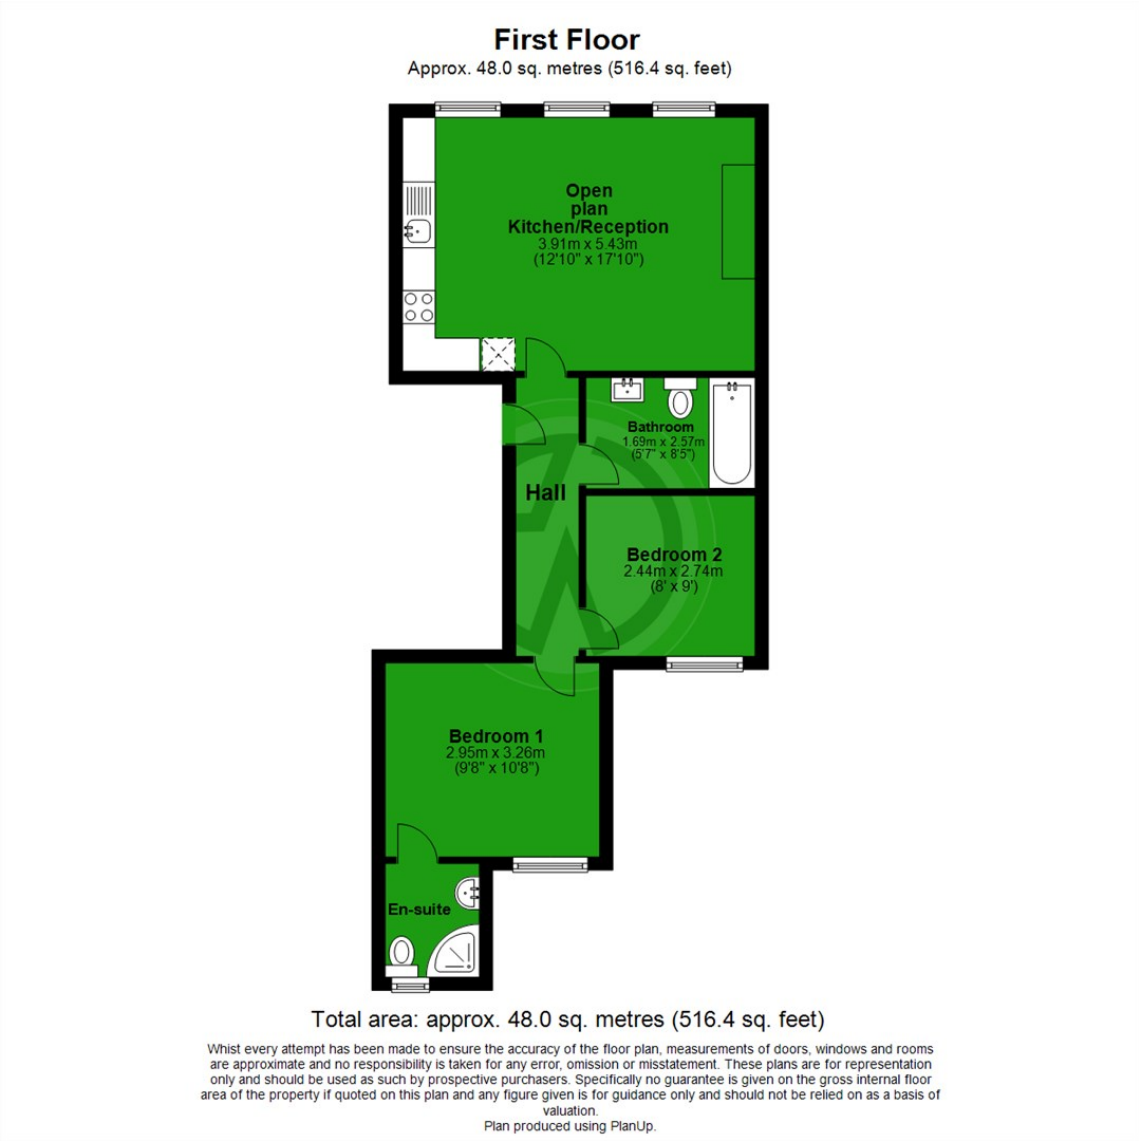 First Floor
Approx. 48.0 sq. metres (516.4 sq. feet)
Open
plan
Kitchen/Reception
3.91m x 5.43m
(12'10" x 17'10")
Bathroom
1.69m x 2.57m
(5'7" x 8'5")
Hall
Bedroom 2
2.44m x 2.74m
(8' x 9')
Bedroom 1
2.95m x 3.26m
(9'8" x 10'8")
En-suite
Total area: approx. 48.0 sq. metres (516.4 sq. feet)
Whist every attempt has been made to ensure the accuracy of the floor plan, measurements of doors, windows and rooms
are approximate and no responsibility is taken for any error, omission or misstatement. These plans are for representation
only and should be used as such by prospective purchasers. Specifically no guarantee is given on the gross internal floor
area of the property if quoted on this plan and any figure given is for guidance only and should not be relied on as a basis of
valuation.
Plan produced using PlanUp.